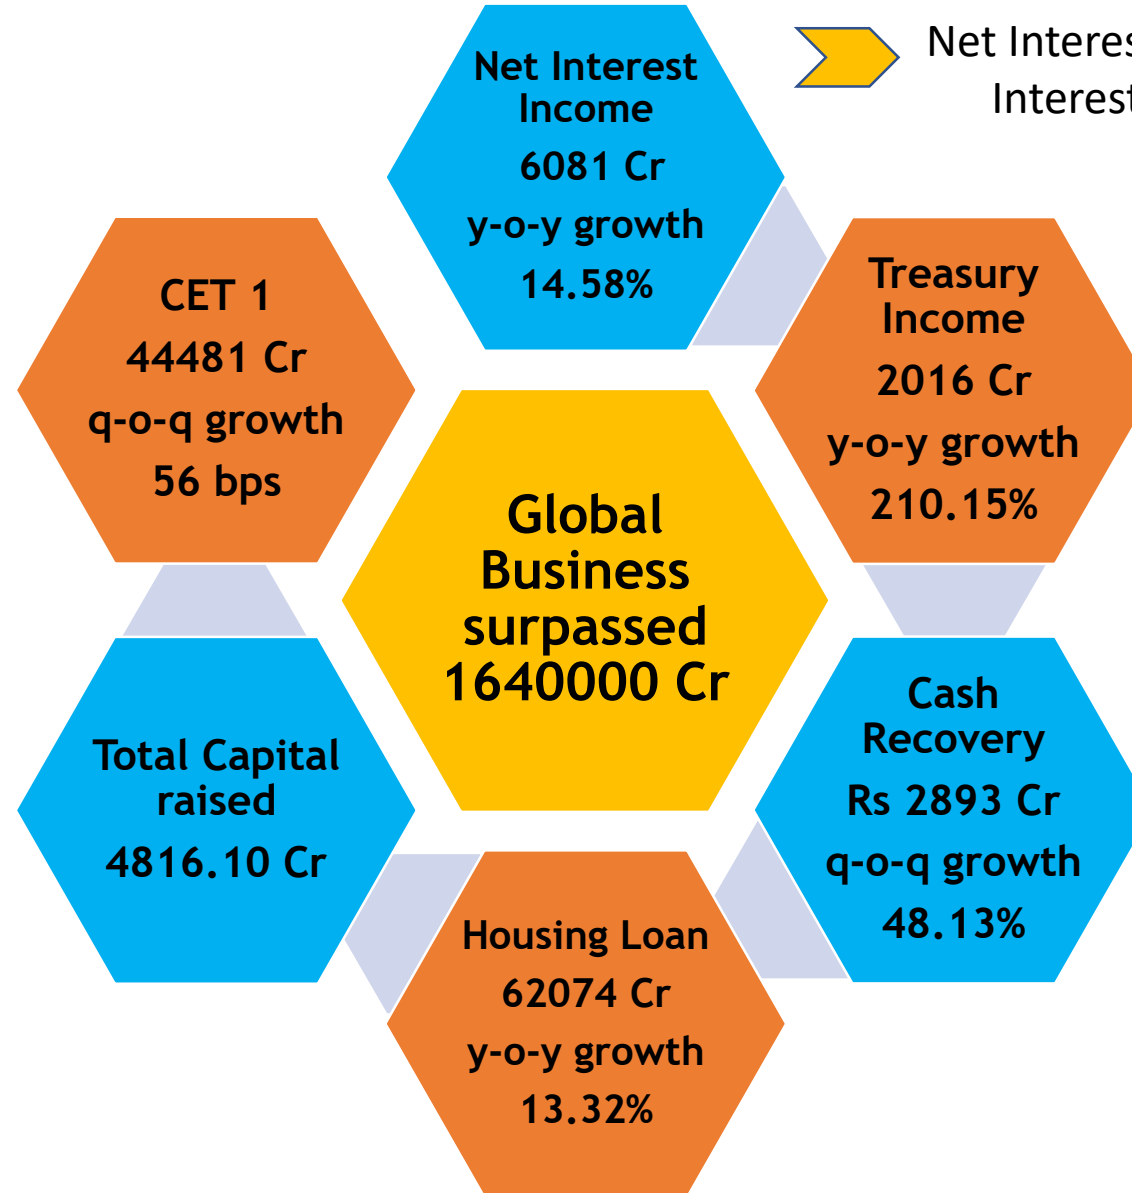 Net Interest
Income
6081 Cr
y-o-y growth
14.58%
Net
Interest
Treasury
Income
2016 Cr
y-o-y growth
210.15%
CET 1
44481 Cr
q-o-q growth
56 bps
Global
Business
surpassed
1640000 Cr
Cash
Recovery
Rs 2893 Cr
q-o-q growth
48.13%
Total Capital
raised
4816.10 Cr
Housing Loan
62074 Cr
y-o-y growth
13.32%